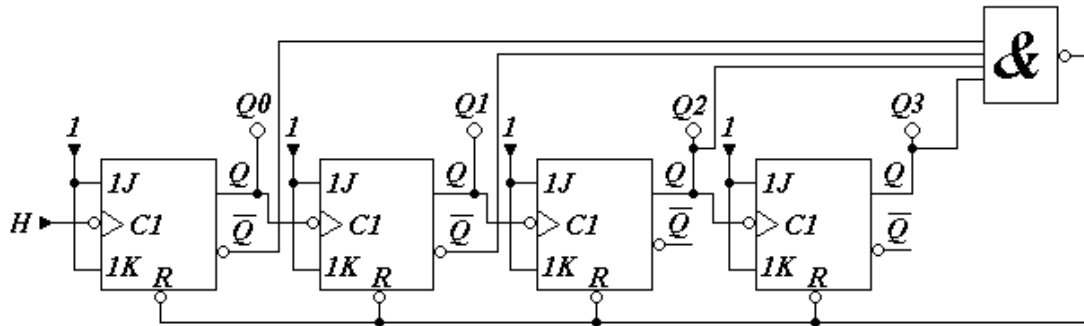 &
Q0 Q1 Q2 Q3
1 1 1 1
1J Q 1J Q 1J Q 1J Q
H C1 Q̅ C1 Q̅ C1 Q̅ C1 Q̅
1K 1K 1K 1K
R R R R